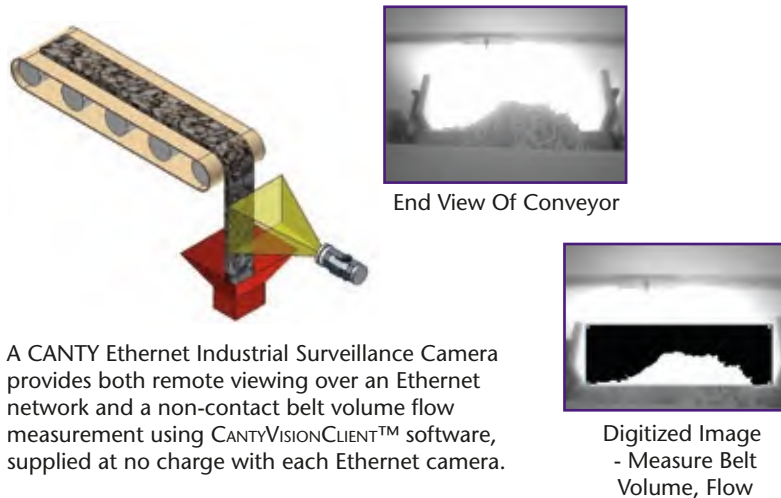 End View Of Conveyor
A CANTY Ethernet Industrial Surveillance Camera
provides both remote viewing over an Ethernet
network and a non-contact belt volume flow
measurement using CANTYVISIONCLIENT™ software,
supplied at no charge with each Ethernet camera.
Digitized Image
- Measure Belt
Volume, Flow